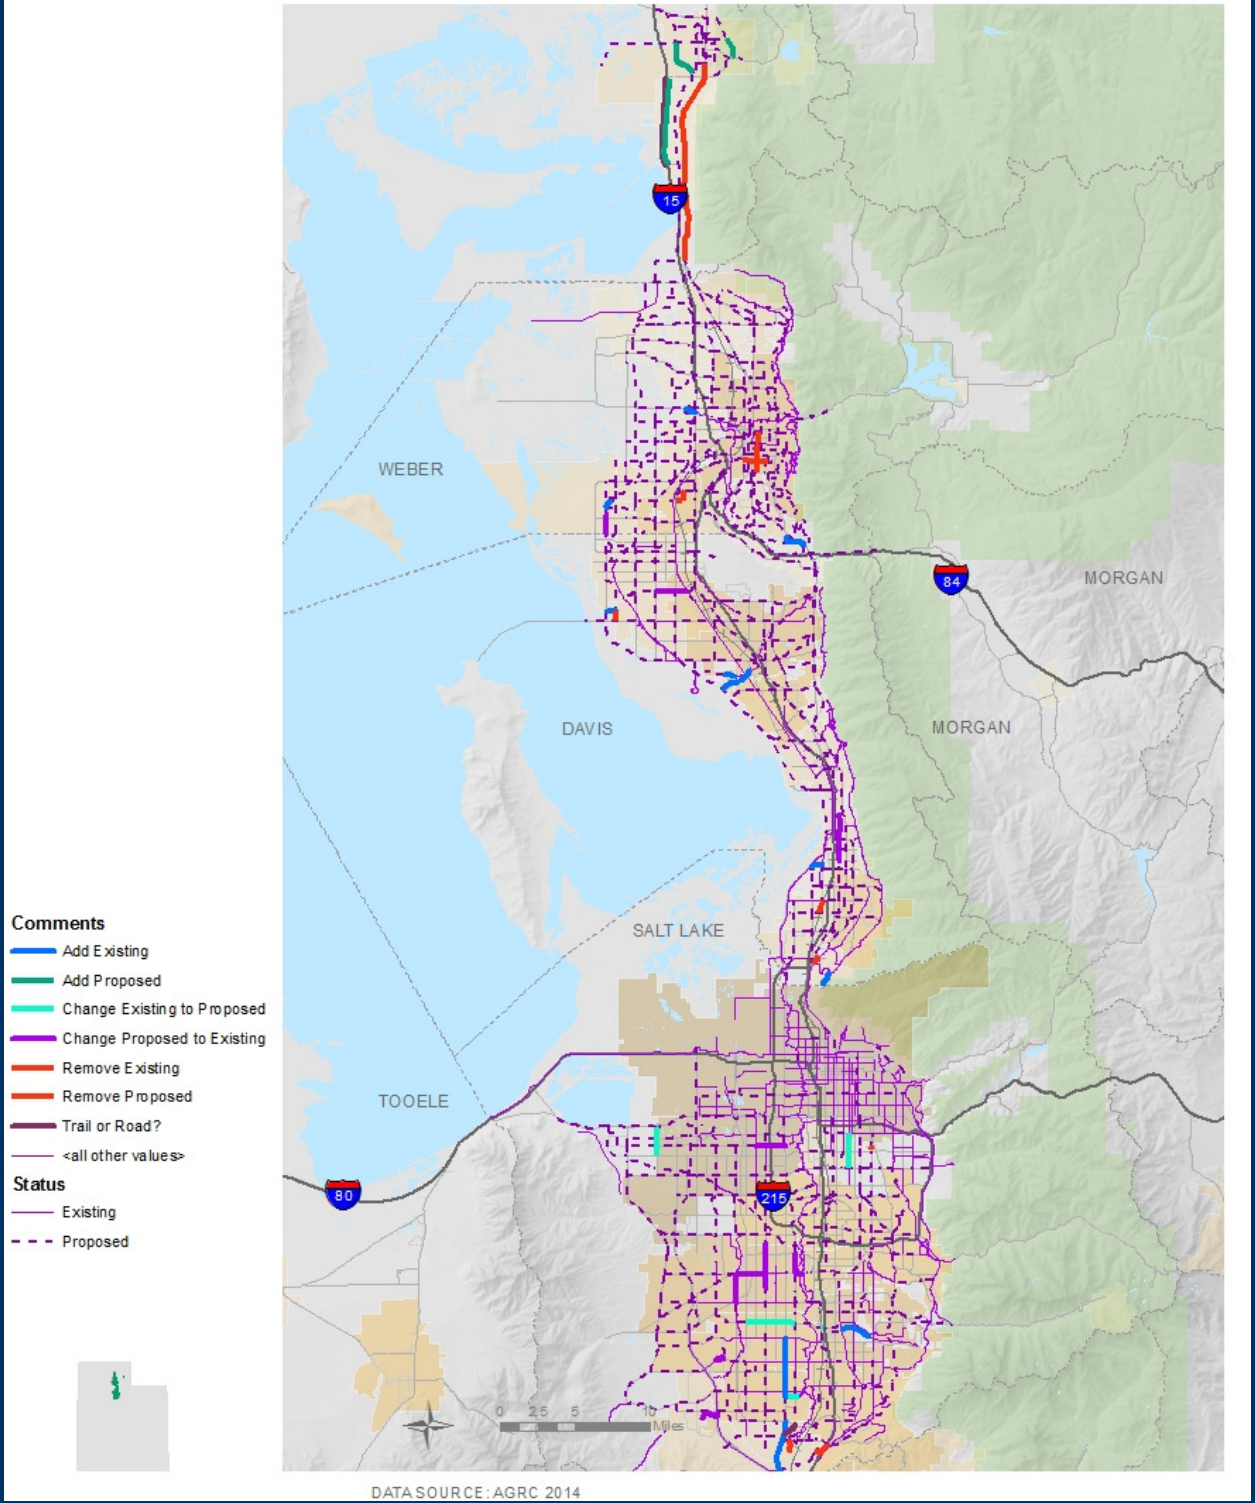 15
WEBER
84
MORGAN
DAVIS
MORGAN
Comments
Add Existing
Add Proposed
Change Existing to Proposed
Change Proposed to Existing
Remove Existing
Remove Proposed
Trail or Road?
<all other values>
Status
Existing
Proposed
SALT LAKE
TOOELE
80
215
0 2.5 5 10
Miles
DATA SOURCE: AGRC 2014